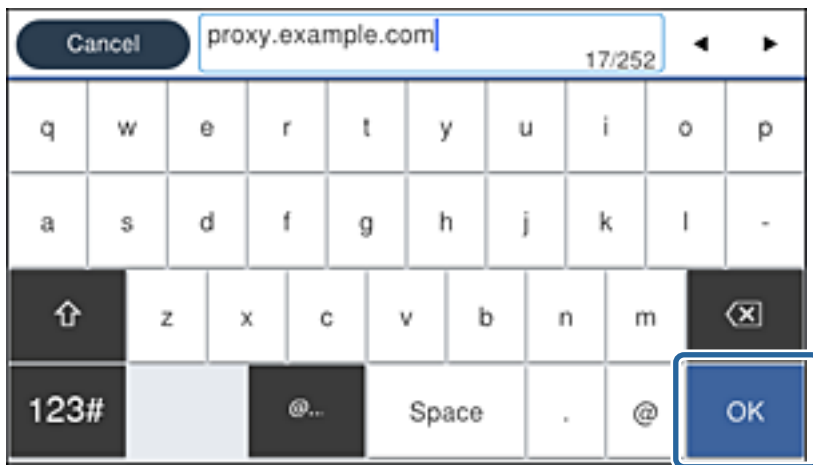 Cancel proxy.example.com 17/252
q w e r t y u i o p
a s d f g h j k l -
z x c v b n m
123# @... Space . @ OK